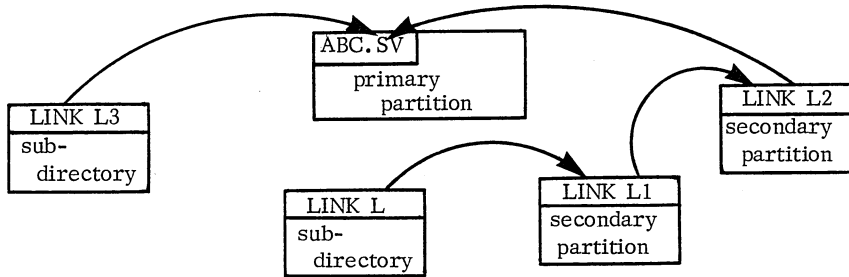 ABC.SV
primary
partition
LINK L3
sub-
directory
LINK L2
secondary
partition
LINK L
sub-
directory
LINK L1
secondary
partition